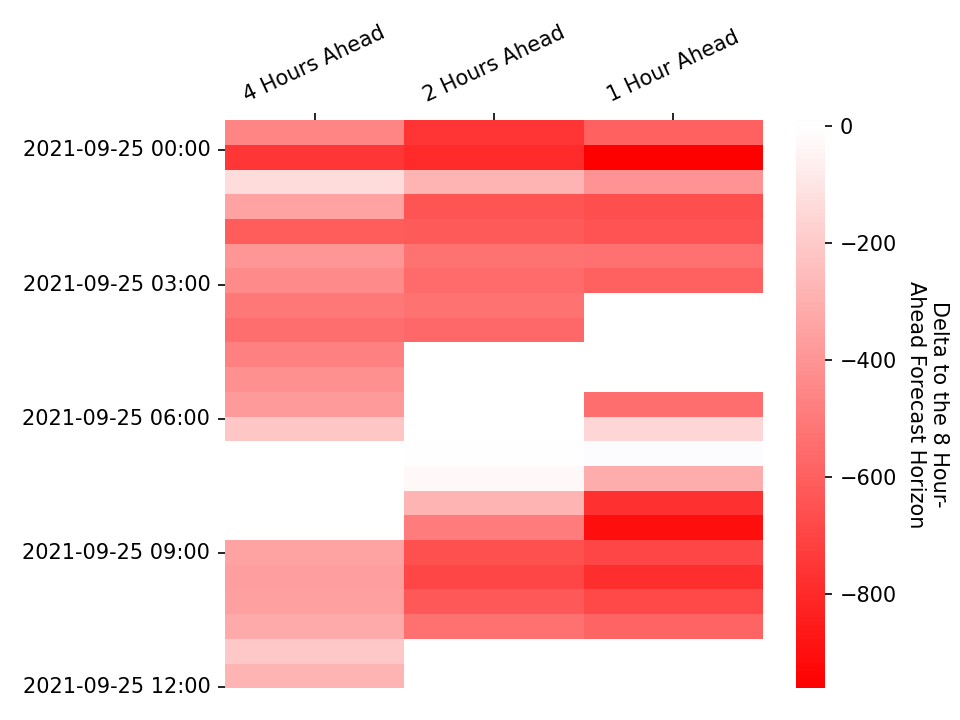 4 Hours Ahead
2 Hours Ahead
1 Hour Ahead
2021-09-25 00:00
2021-09-25 03:00
2021-09-25 06:00
2021-09-25 09:00
2021-09-25 12:00
0
−200
−400
−600
−800
Delta to the 8 Hour-
Ahead Forecast Horizon